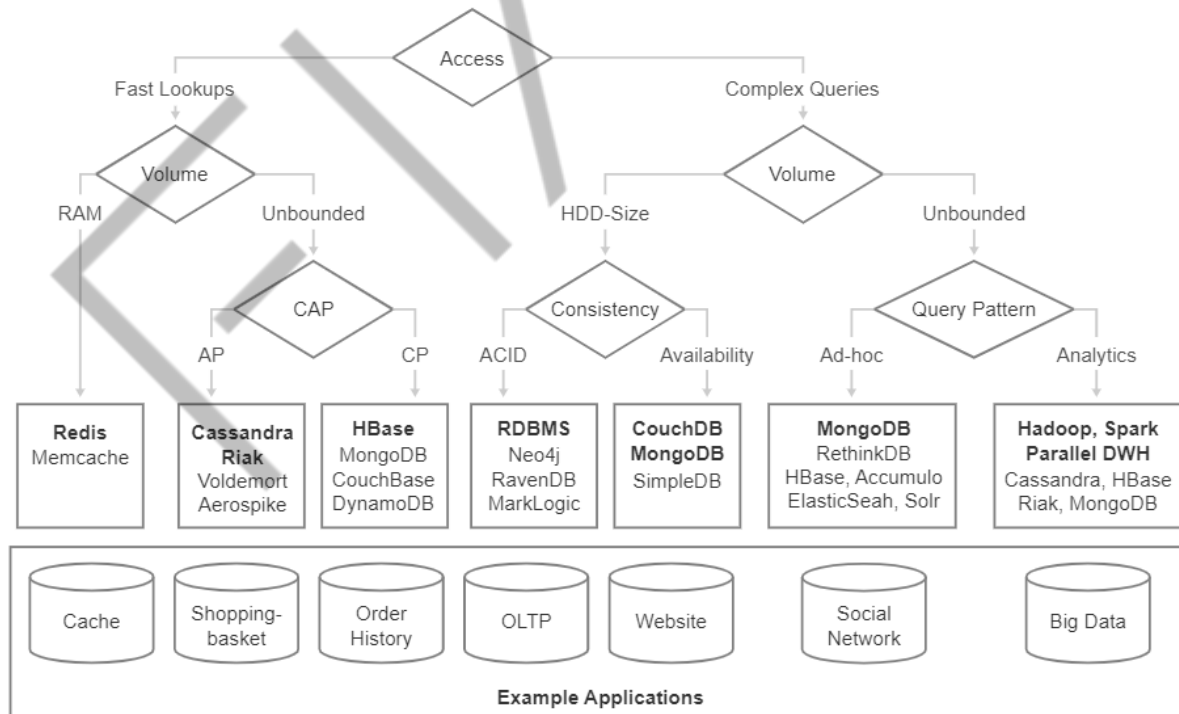 Access
Fast Lookups
Complex Queries
Volume
Volume
RAM
Unbounded
HDD-Size
Unbounded
CAP
Consistency
Query Pattern
AP
CP
ACID
Availability
Ad-hoc
Analytics
Redis
Memcache
Cassandra
Riak
Voldemort
Aerospike
HBase
MongoDB
CouchBase
DynamoDB
RDBMS
Neo4j
RavenDB
MarkLogic
CouchDB
MongoDB
SimpleDB
MongoDB
RethinkDB
HBase, Accumulo
ElasticSeah, Solr
Hadoop, Spark
Parallel DWH
Cassandra, HBase
Riak, MongoDB
Cache
Shopping-
basket
Order
History
OLTP
Website
Social
Network
Big Data
Example Applications